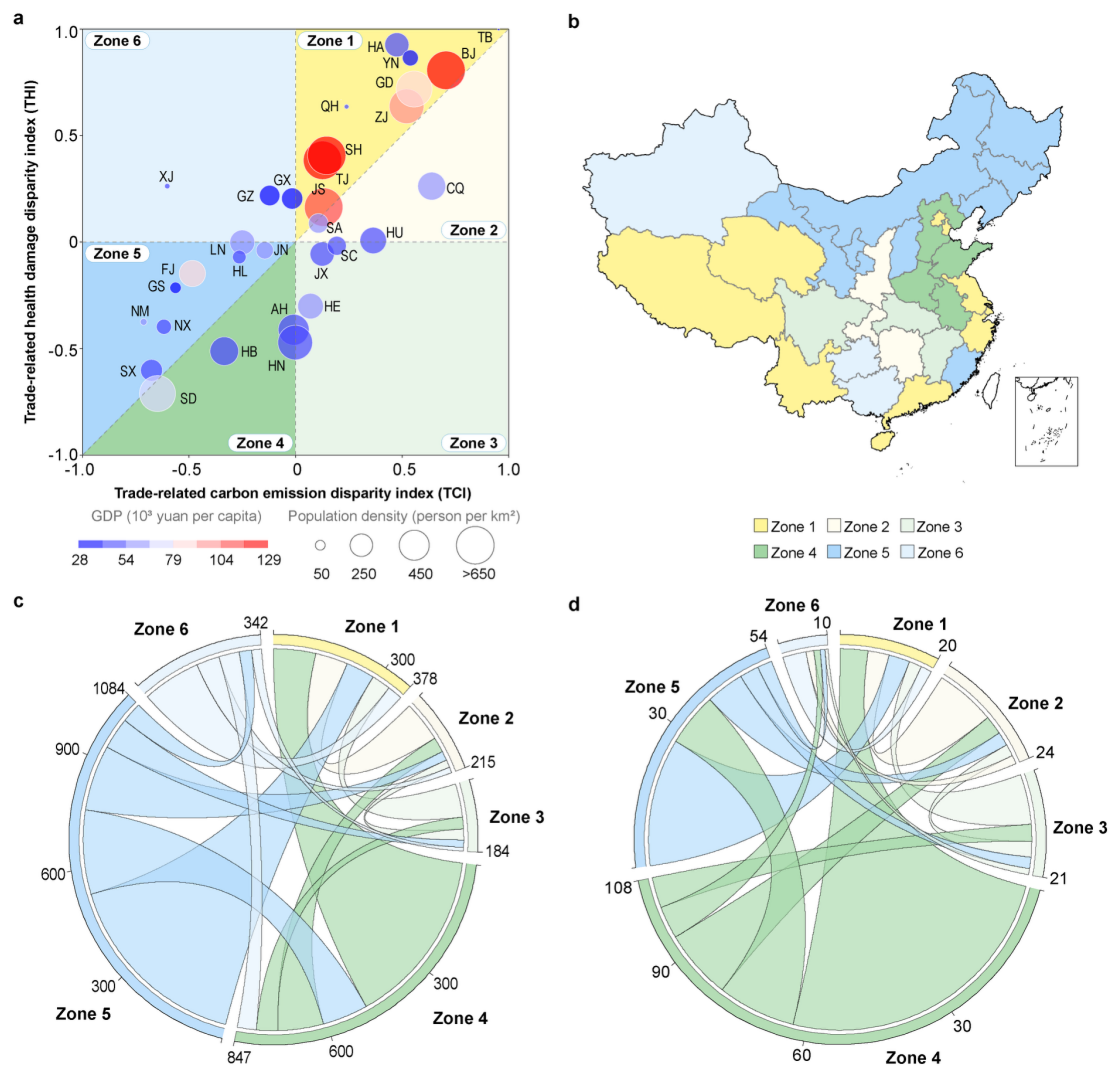 a
1.0
Zone 6
Zone 1
TB
HA
YN
BJ
GD
QH
ZJ
0.5
SH
TJ
XJ
GX
GZ
JS
CQ
SA
HU
Zone 2
0
Zone 5
LN
JN
SC
HL
JX
FJ
GS
NM
NX
AH
HE
-0.5
HB
HN
SX
SD
Zone 4
Zone 3
-1.0
-1.0
-0.5
0
0.5
1.0
Trade-related health damage disparity index (THI)
Trade-related carbon emission disparity index (TCI)
GDP (10³ yuan per capita)
28 54 79 104 129
Population density (person per km²)
50 250 450 >650
b
Zone 1 Zone 2 Zone 3
Zone 4 Zone 5 Zone 6
c
Zone 6
342
Zone 1
300
378
1084
Zone 2
900
215
Zone 3
184
600
300
300
Zone 5
Zone 4
847
600
d
Zone 6
10
Zone 1
54
20
Zone 5
Zone 2
30
24
Zone 3
108
21
90
30
60
Zone 4